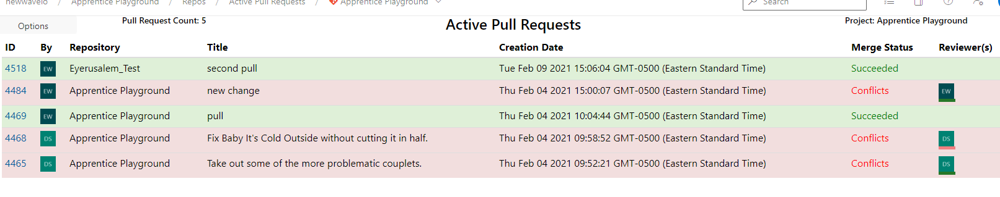 newwaveio / Apprentice Playground / Repos / Active Pull Requests / Apprentice Playground
Search
Options
Pull Request Count: 5
Active Pull Requests
Project: Apprentice Playground
ID By Repository Title Creation Date Merge Status Reviewer(s)
4518 EW Eyerusalem_Test second pull Tue Feb 09 2021 15:06:04 GMT-0500 (Eastern Standard Time) Succeeded
4484 EW Apprentice Playground new change Thu Feb 04 2021 15:00:07 GMT-0500 (Eastern Standard Time) Conflicts EW
4469 EW Apprentice Playground pull Thu Feb 04 2021 10:04:44 GMT-0500 (Eastern Standard Time) Succeeded
4468 DS Apprentice Playground Fix Baby It's Cold Outside without cutting it in half. Thu Feb 04 2021 09:58:52 GMT-0500 (Eastern Standard Time) Conflicts DS
4465 DS Apprentice Playground Take out some of the more problematic couplets. Thu Feb 04 2021 09:52:21 GMT-0500 (Eastern Standard Time) Conflicts DS